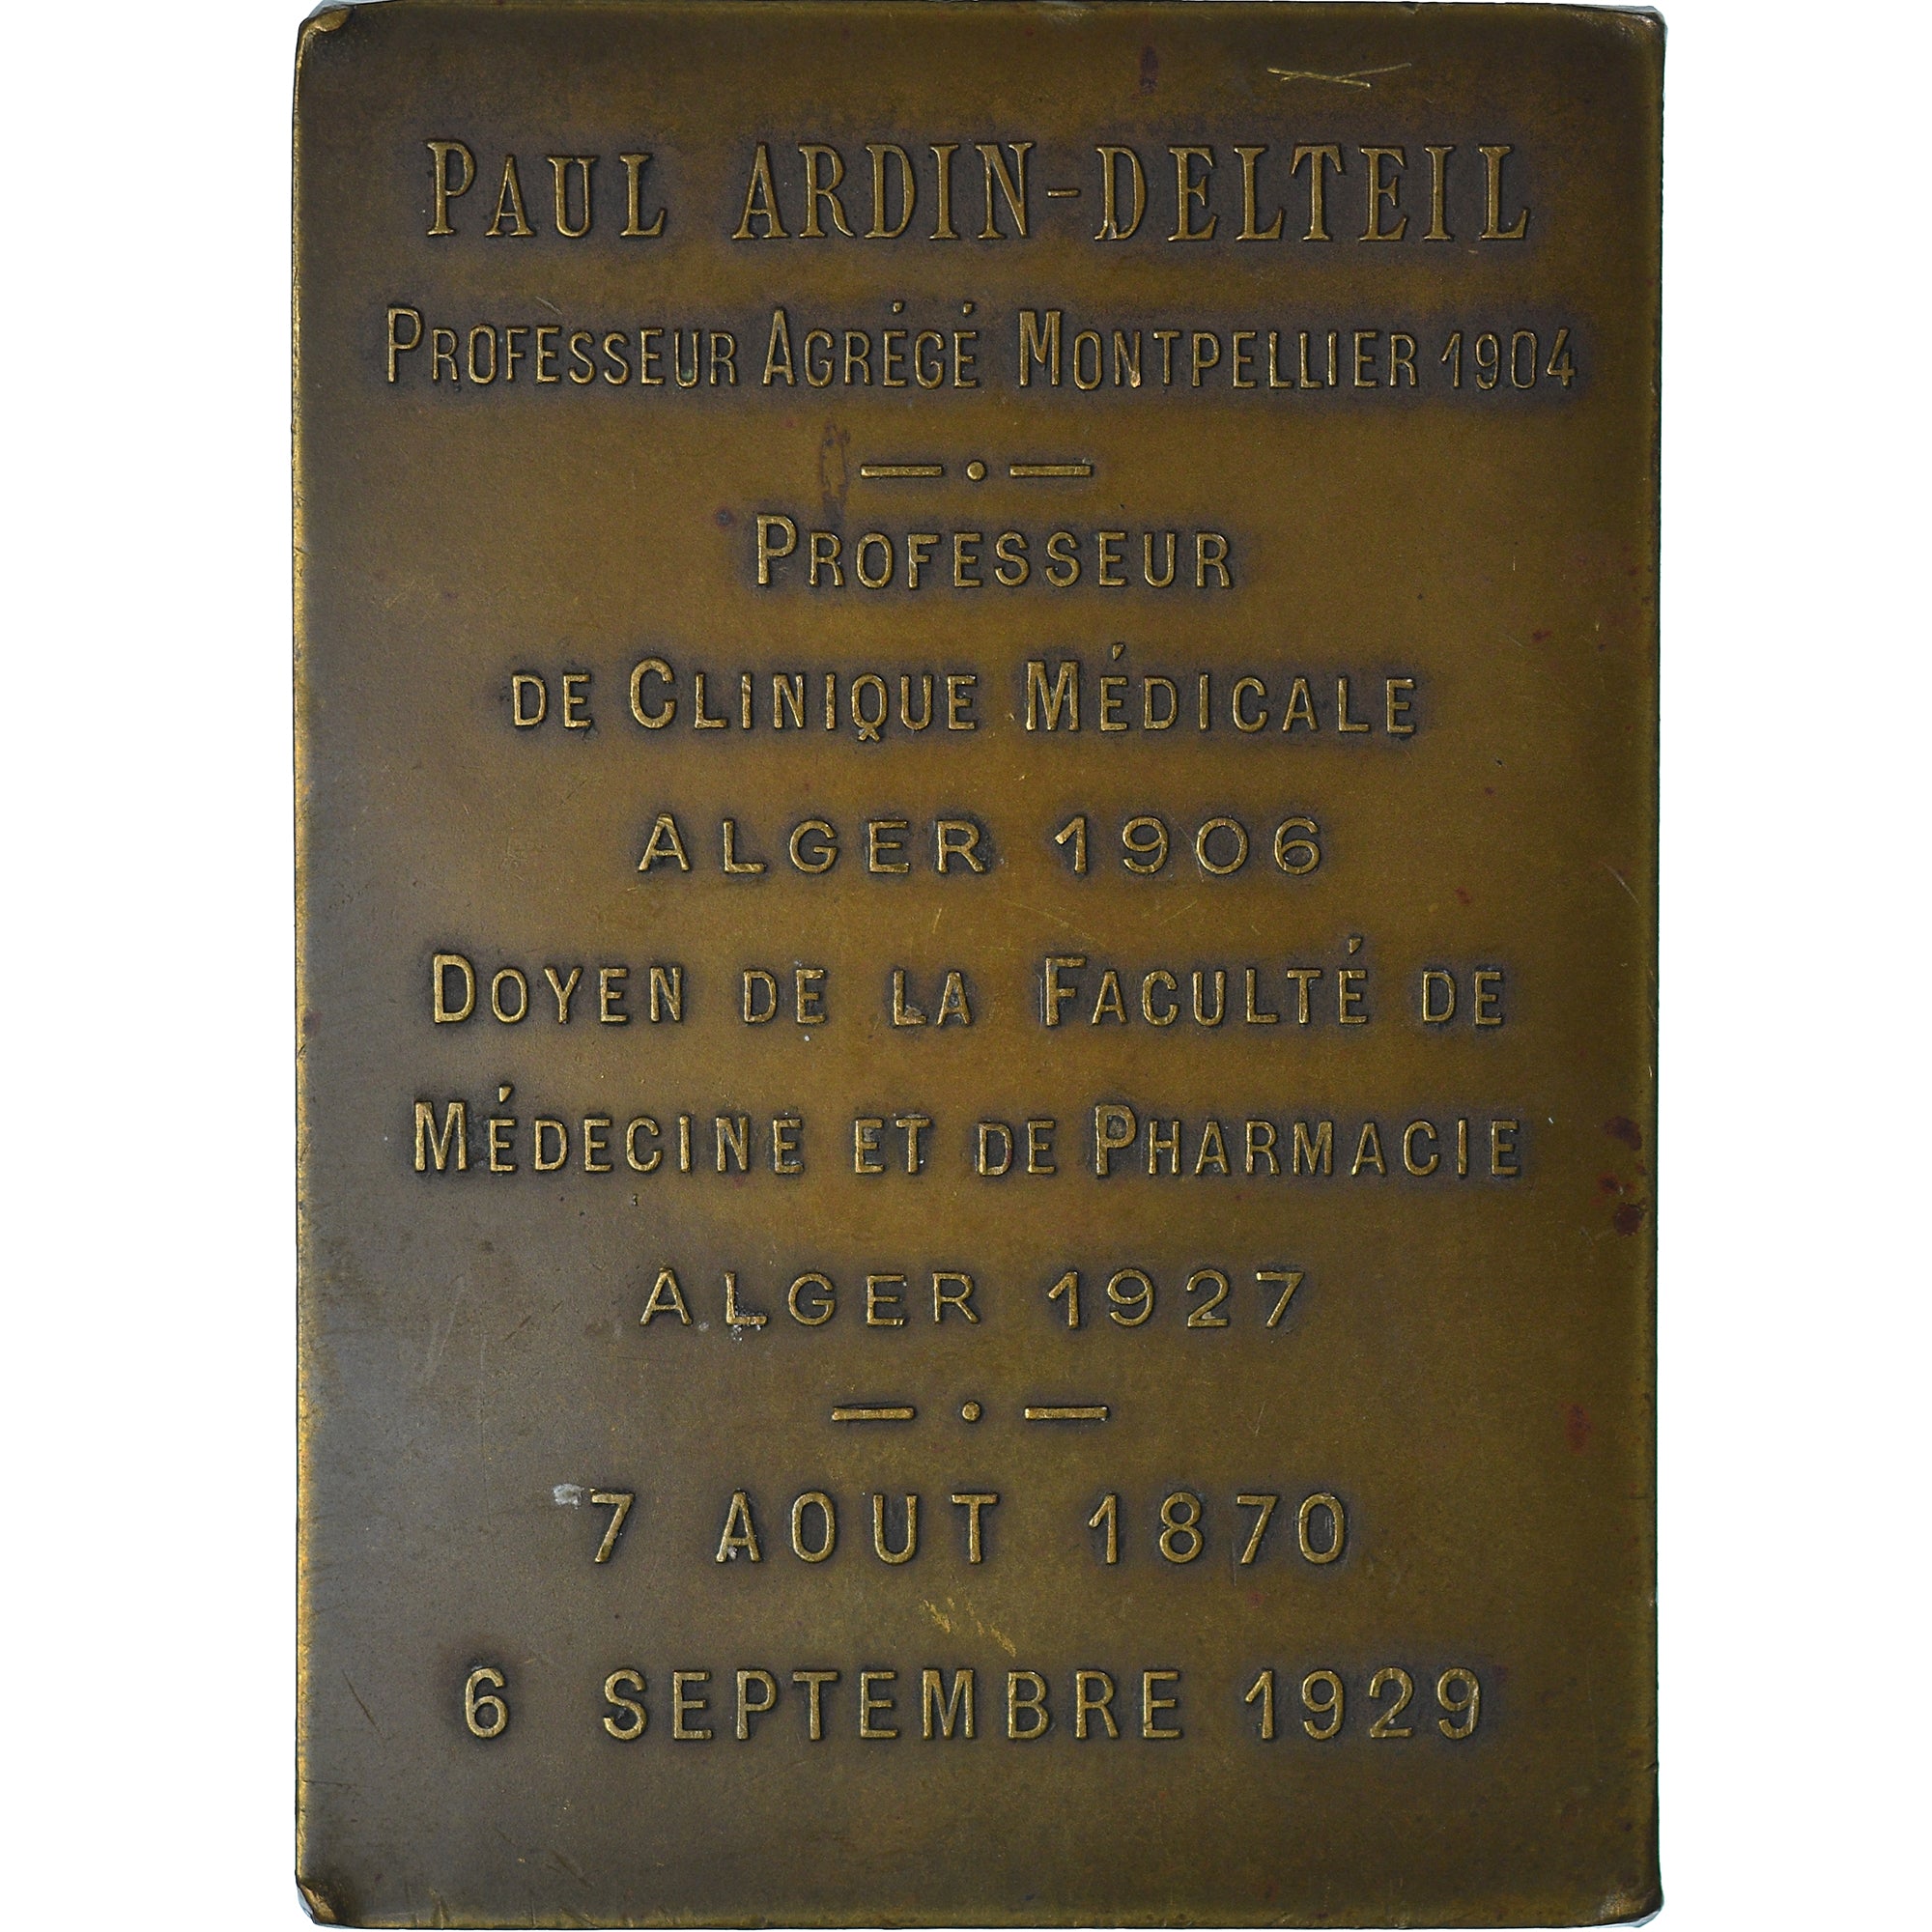 PAUL ARDIN-DELTEIL
PROFESSEUR AGRÉGÉ MONTPELLIER 1904
PROFESSEUR
DE CLINIQUE MÉDICALE
ALGER 1906
DOYEN DE LA FACULTÉ DE
MÉDECINE ET DE PHARMACIE
ALGER 1927
7 AOUT 1870
6 SEPTEMBRE 1929